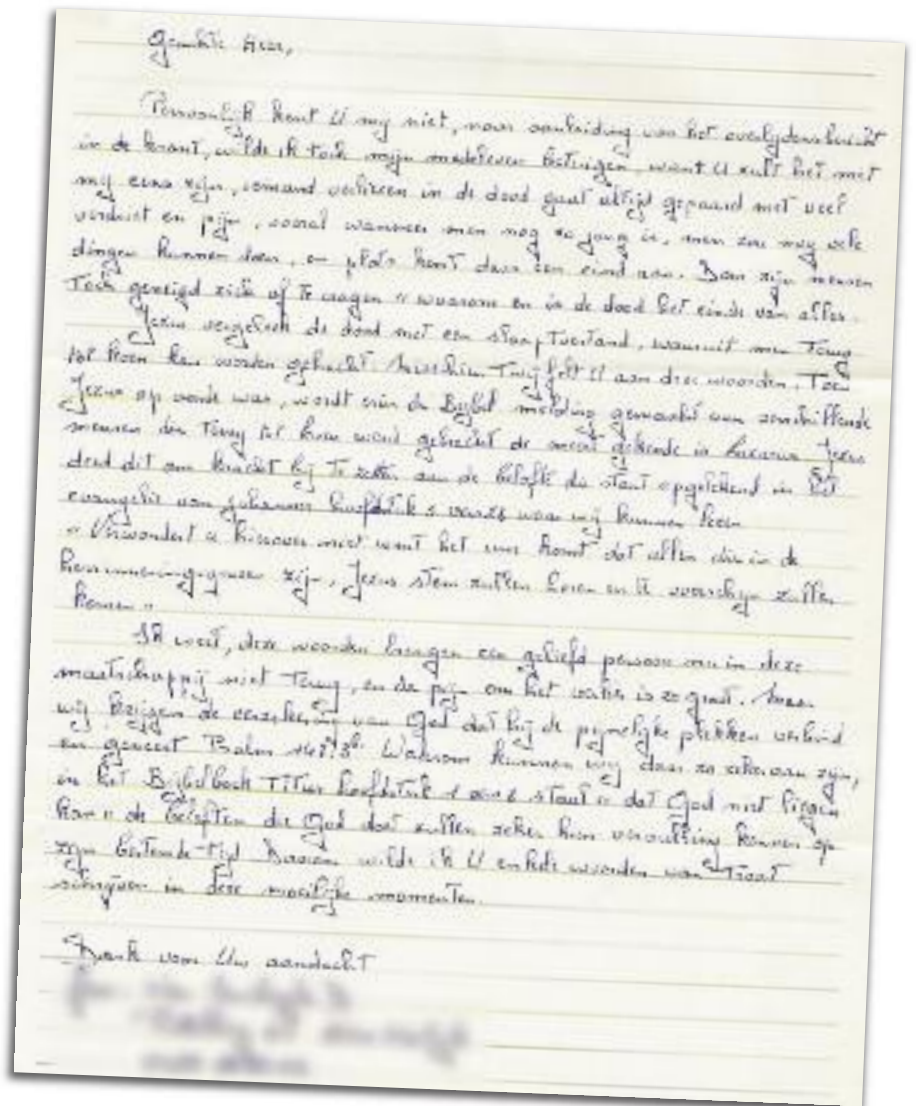 Geachte Heer,
Persoonlijk kent U mij niet, naar aanleiding van het overlijdensbericht
in de krant, wilde ik toch mijn medeleven betuigen, want U zult het met
mij eens zijn, iemand verliezen in de dood gaat altijd gepaard met veel
verdriet en pijn, vooral wanneer men nog zo jong is, men zou nog vele
dingen kunnen doen, en plots komt daar een eind aan. Dan zijn mensen
Toch geneigd zich af te vragen " waarom en is de dood het einde van alles.
Jezus vergeleek de dood met een slaaptoestand, waaruit men Terug
tot leven kan worden gebracht. Misschien Twijfelt U aan deze woorden. Toen
Jezus op aarde was, wordt er in de Bijbel melding gemaakt van verschillende
mensen die Terug tot leven werd gebracht de meest gekende is Lazarus Jezus
deed dit om kracht bij te zetten aan de belofte die staat opgetekend in het
evangelie van Johannes hoofdstuk 5 waar wij kunnen lezen
" Verwondert u hierover niet want het uur komt dat allen die in de
herinneringsgraven zijn, Jezus stem zullen horen en te voorschijn zullen
komen "
Ik weet, deze woorden brengen een geliefd persoon nu in deze
maatschappij niet Terug, en de pijn om het verlies is zo groot. Maar
wij krijgen de verzekering van God dat hij de pijnelijke plekken verbind
en geneest Psalm 147:3 Waarom kunnen wij daar zo zeker van zijn,
in het Bijbelboek Titus hoofdstuk 1 staat " dat God niet liegen
kan " de beloften die God doet zullen zeker hun vervulling kennen op
zijn bestemde Tijd Daarom wilde ik U enkele woorden van Troost
schrijven in deze moeilijke momenten.
Dank voor Uw aandacht